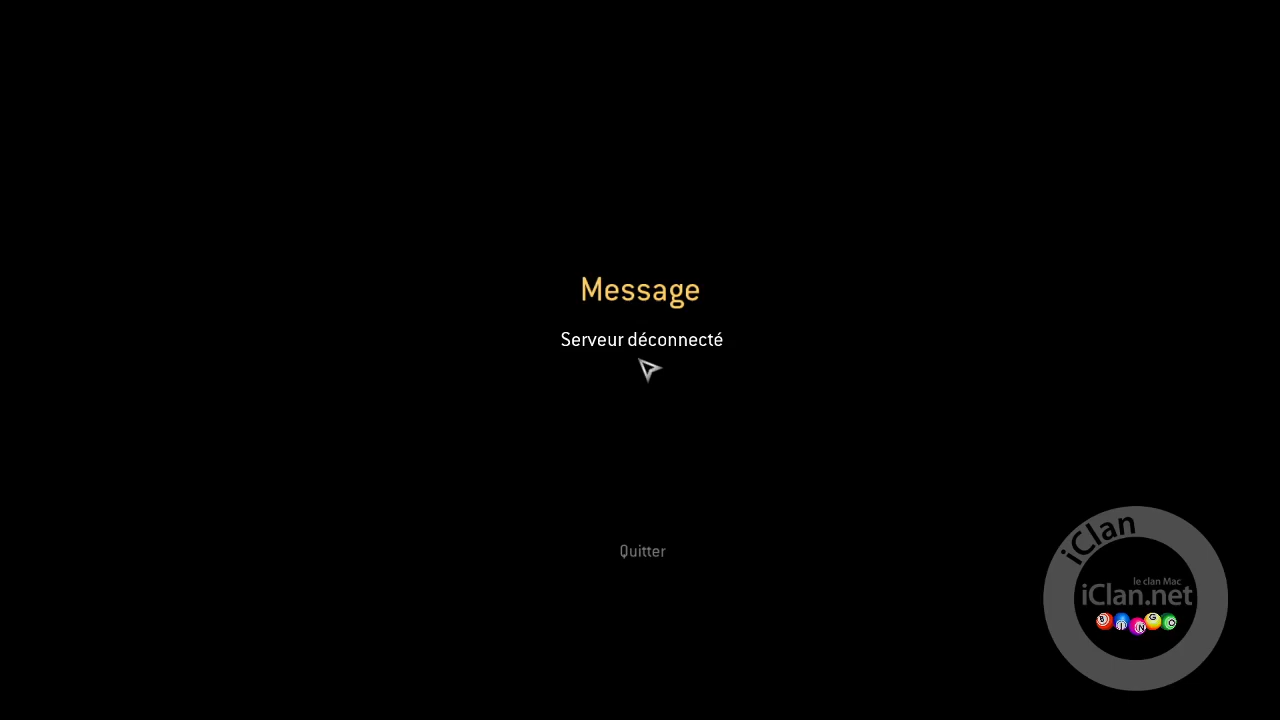 Message
Serveur déconnecté
Quitter
iClan
le clan Mac
iClan.net
B I N G O